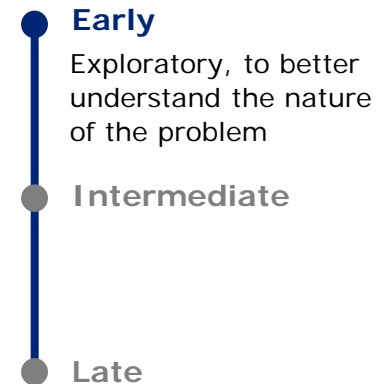 Early
Exploratory, to better
understand the nature
of the problem
Intermediate
Late